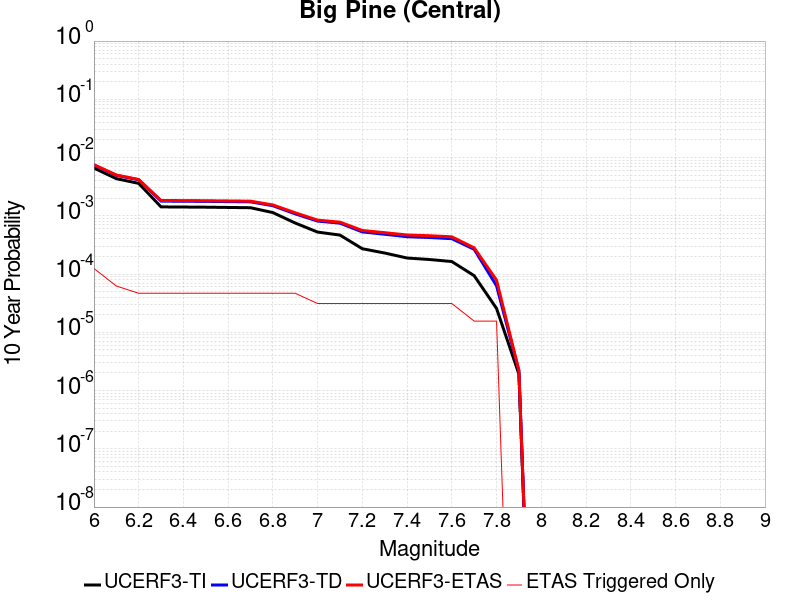 Big Pine (Central)
10 Year Probability
10^0
10^-1
10^-2
10^-3
10^-4
10^-5
10^-6
10^-7
10^-8
6 6.2 6.4 6.6 6.8 7 7.2 7.4 7.6 7.8 8 8.2 8.4 8.6 8.8 9
Magnitude
UCERF3-TI UCERF3-TD UCERF3-ETAS ETAS Triggered Only